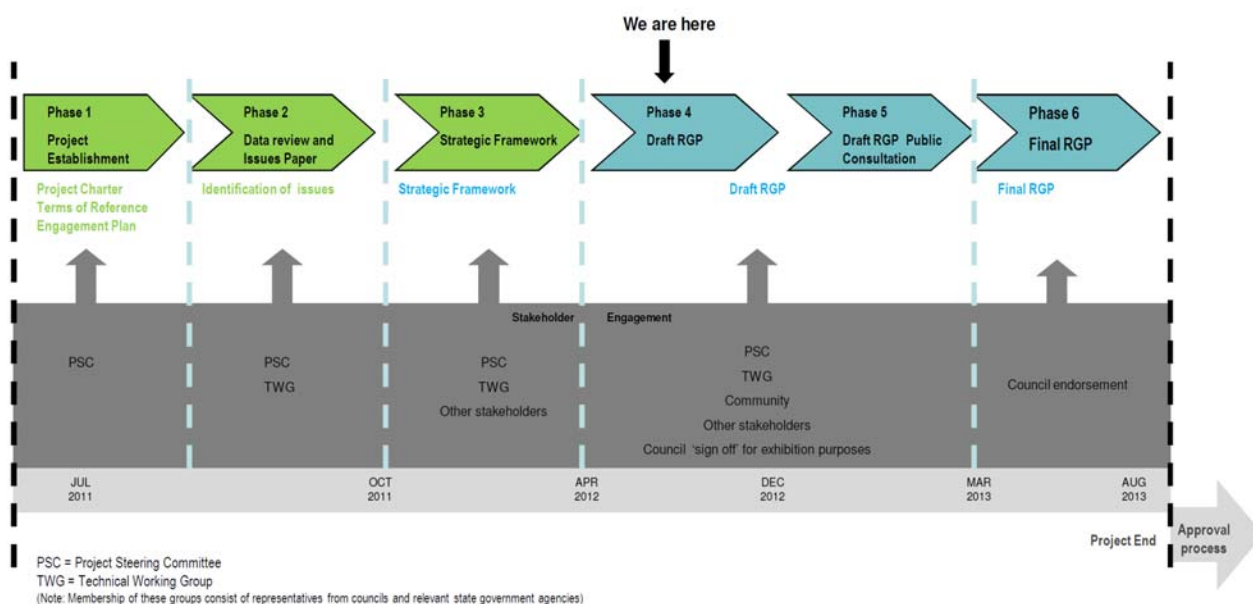 We are here
Phase 1
Project
Establishment
Phase 2
Data review and
Issues Paper
Phase 3
Strategic Framework
Phase 4
Draft RGP
Phase 5
Draft RGP Public
Consultation
Phase 6
Final RGP
Project Charter
Terms of Reference
Engagement Plan
Identification of issues
Strategic Framework
Draft RGP
Final RGP
Stakeholder Engagement
PSC
PSC
TWG
PSC
TWG
Other stakeholders
PSC
TWG
Community
Other stakeholders
Council 'sign off' for exhibition purposes
Council endorsement
JUL
2011
OCT
2011
APR
2012
DEC
2012
MAR
2013
AUG
2013
Project End
Approval
process
PSC = Project Steering Committee
TWG = Technical Working Group
(Note: Membership of these groups consist of representatives from councils and relevant state government agencies)